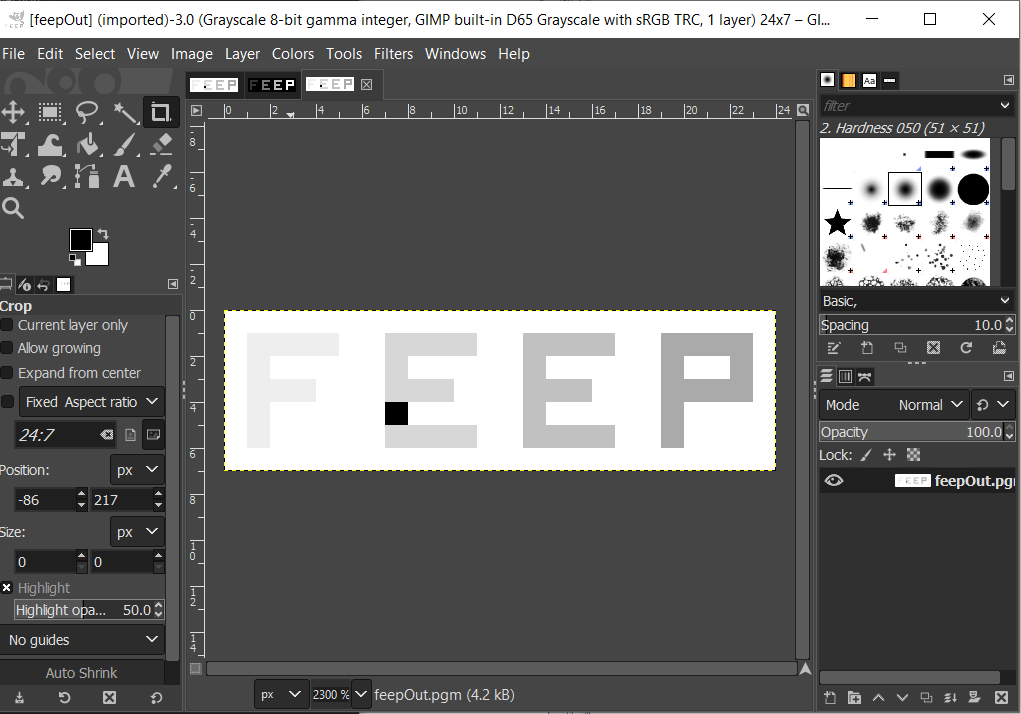 [feepOut] (imported)-3.0 (Grayscale 8-bit gamma integer, GIMP built-in D65 Grayscale with sRGB TRC, 1 layer) 24x7 – GI...
File Edit Select View Image Layer Colors Tools Filters Windows Help
FEEP FEEP FEEP
0 2 4 6 8 10 12 14 16 18 20 22 24
8
6
4
2
0
2
4
6
8
10
12
14
FEEP
Crop
Current layer only
Allow growing
Expand from center
Fixed Aspect ratio
24:7
Position: px
-86 217
Size: px
0 0
Highlight
Highlight opa... 50.0
No guides
Auto Shrink
px 2300 % feepOut.pgm (4.2 kB)
Aa
filter
2. Hardness 050 (51 × 51)
Basic,
Spacing 10.0
Mode Normal
Opacity 100.0
Lock:
FEEP feepOut.pgm